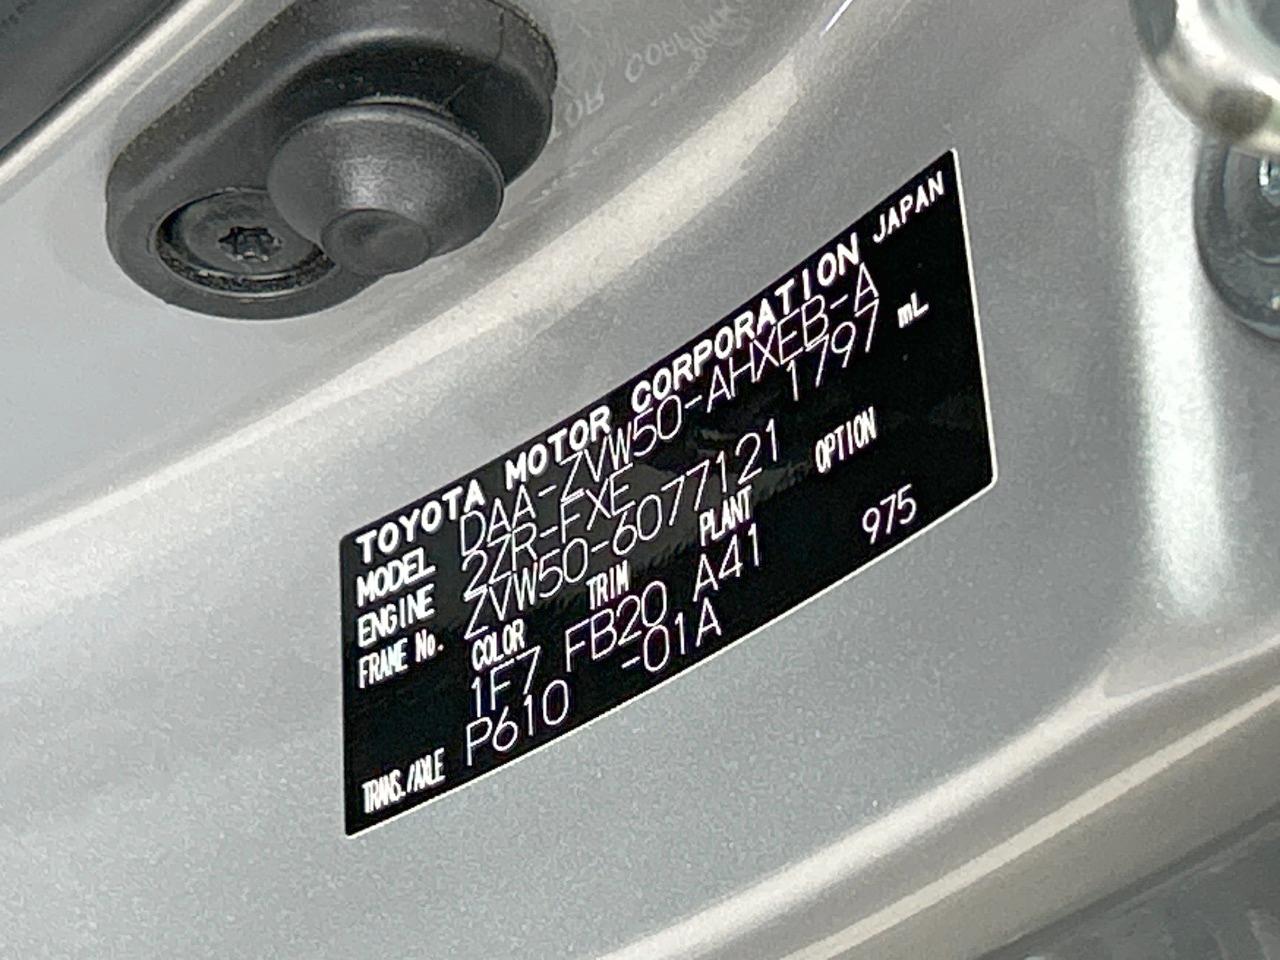 TOYOTA MOTOR CORPORATION JAPAN
MODEL DAA-ZVW50-AHXEB-A
ENGINE 2ZR-FXE 1797 mL
FRAME No. ZVW50-6077121
COLOR TRIM PLANT OPTION
1F7 FB20 A41 975
TRANS./AXLE P610 -01A